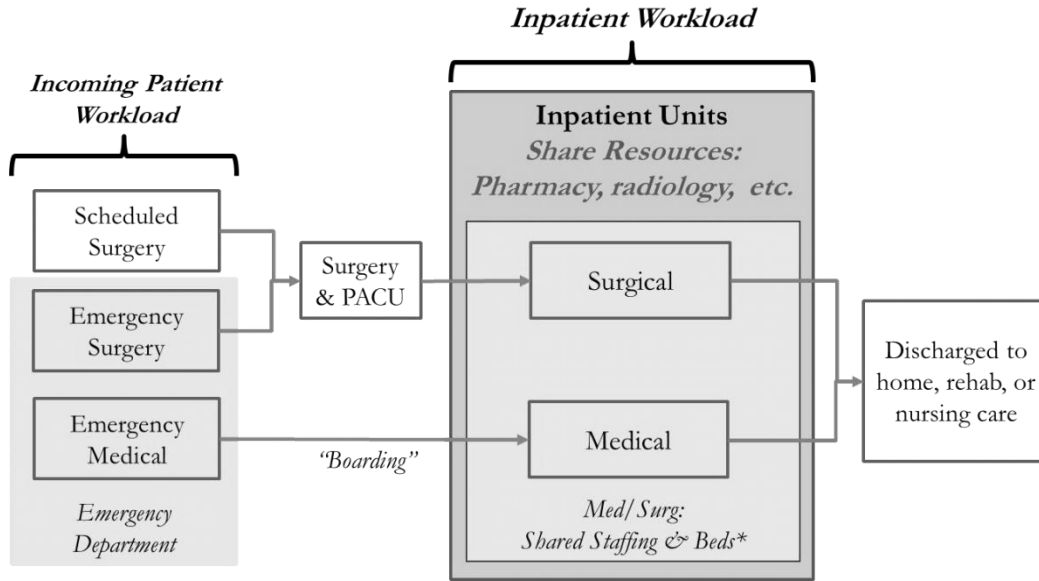 Inpatient Workload
Incoming Patient
Workload
Inpatient Units
Share Resources:
Pharmacy, radiology, etc.
Scheduled
Surgery
Emergency
Surgery
Emergency
Medical
Emergency
Department
Surgery
& PACU
"Boarding"
Surgical
Medical
Med/Surg:
Shared Staffing & Beds*
Discharged to
home, rehab, or
nursing care